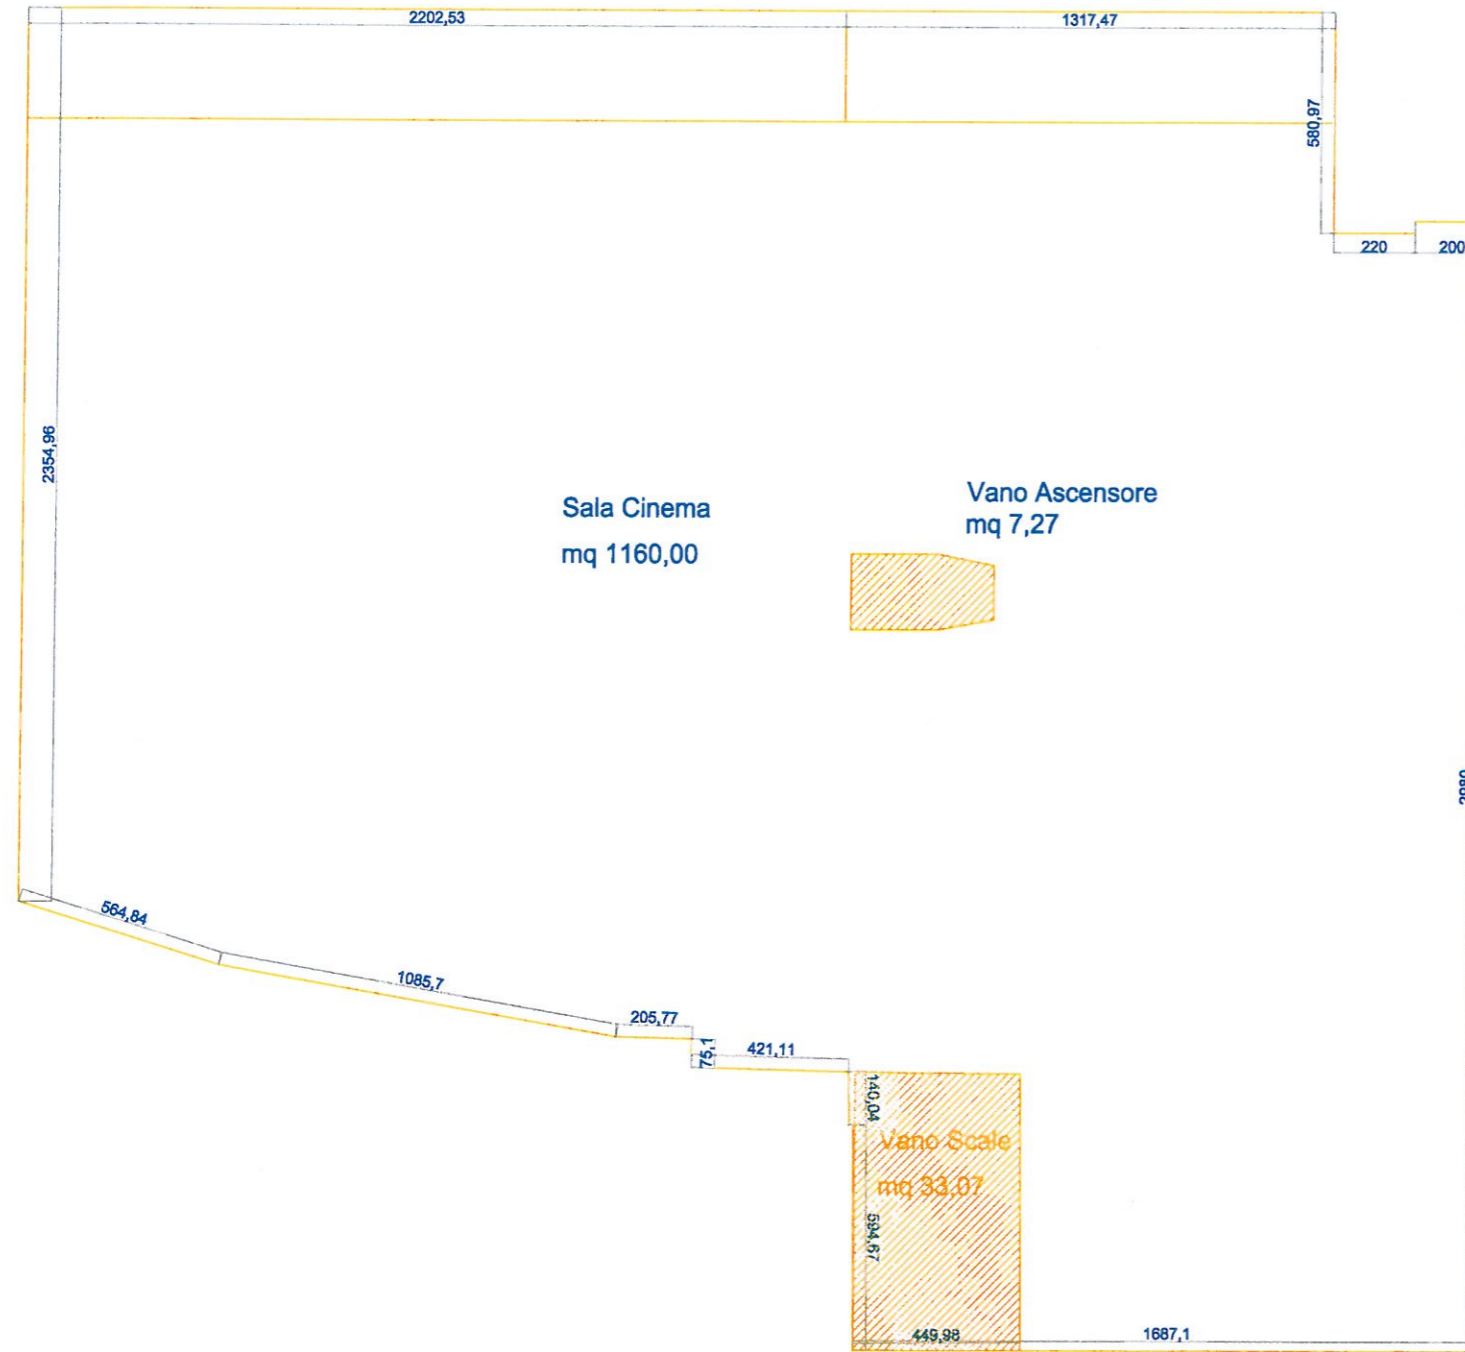 2202,53
1317,47
580,97
220
200
2354,96
Sala Cinema
mq 1160,00
Vano Ascensore
mq 7,27
564,84
1085,7
205,77
75,1
421,11
140,04
Vano Scale
mq 33,07
594,67
449,98
1687,1